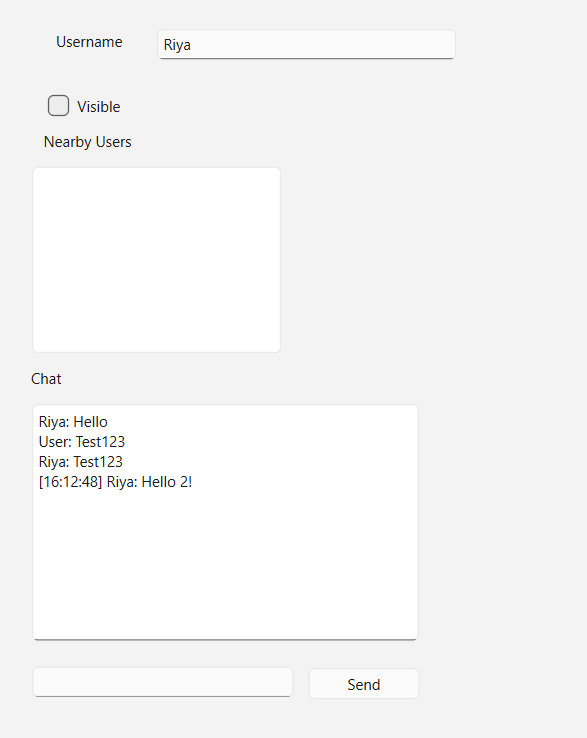 Username
Riya
Visible
Nearby Users
Chat
Riya: Hello
User: Test123
Riya: Test123
[16:12:48] Riya: Hello 2!
Send